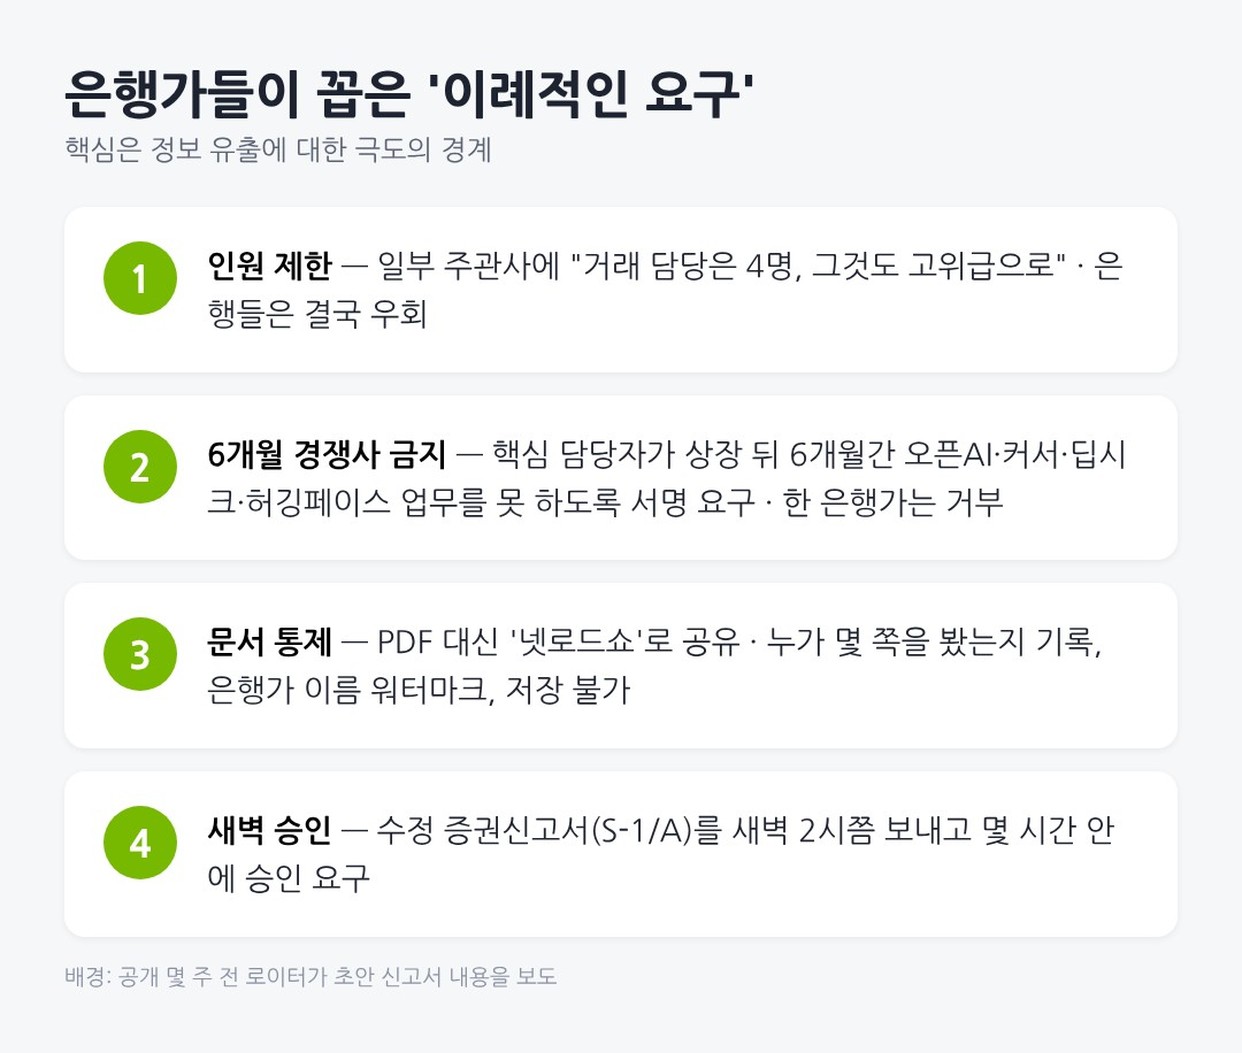 은행가들이 꼽은 '이례적인 요구'
핵심은 정보 유출에 대한 극도의 경계
1
인원 제한 — 일부 주관사에 "거래 담당은 4명, 그것도 고위급으로" · 은
행들은 결국 우회
2
6개월 경쟁사 금지 — 핵심 담당자가 상장 뒤 6개월간 오픈AI·커서·딥시
크·허깅페이스 업무를 못 하도록 서명 요구 · 한 은행가는 거부
3
문서 통제 — PDF 대신 '넷로드쇼'로 공유 · 누가 몇 쪽을 봤는지 기록,
은행가 이름 워터마크, 저장 불가
4
새벽 승인 — 수정 증권신고서(S-1/A)를 새벽 2시쯤 보내고 몇 시간 안
에 승인 요구
배경: 공개 몇 주 전 로이터가 초안 신고서 내용을 보도